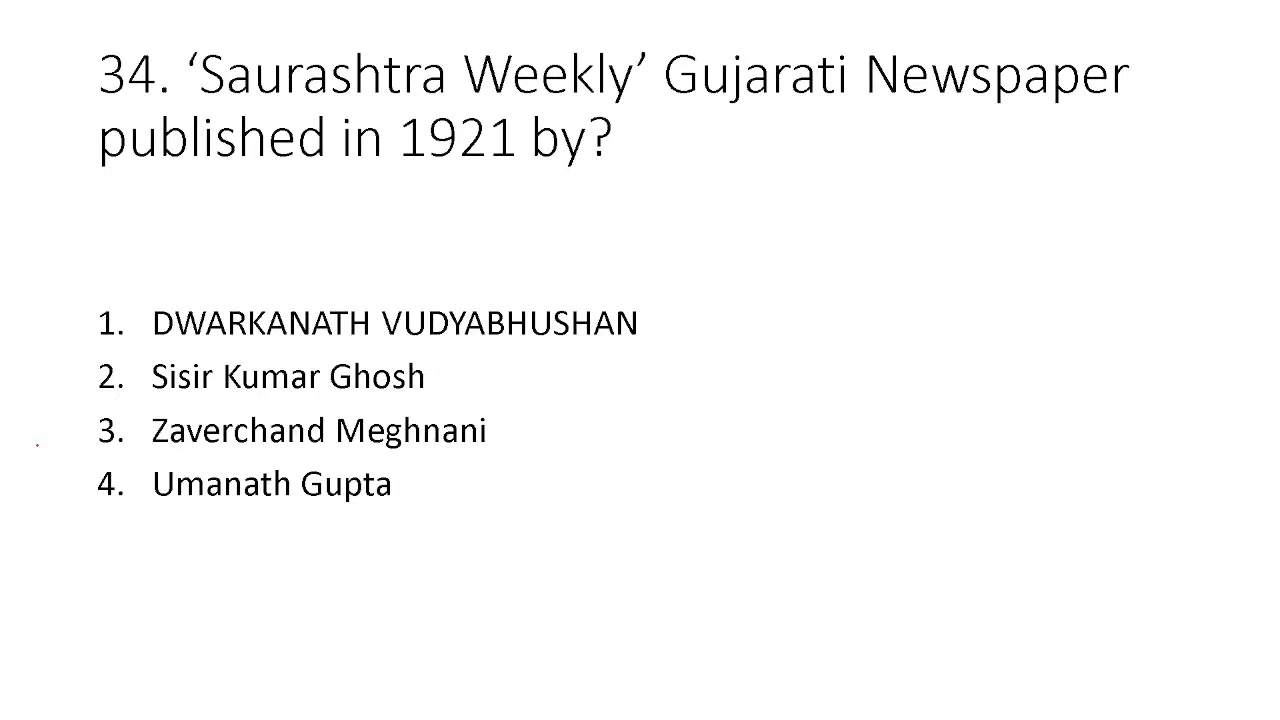 34. ‘Saurashtra Weekly’ Gujarati Newspaper
published in 1921 by?
1. DWARKANATH VUDYABHUSHAN
2. Sisir Kumar Ghosh
3. Zaverchand Meghnani
4. Umanath Gupta